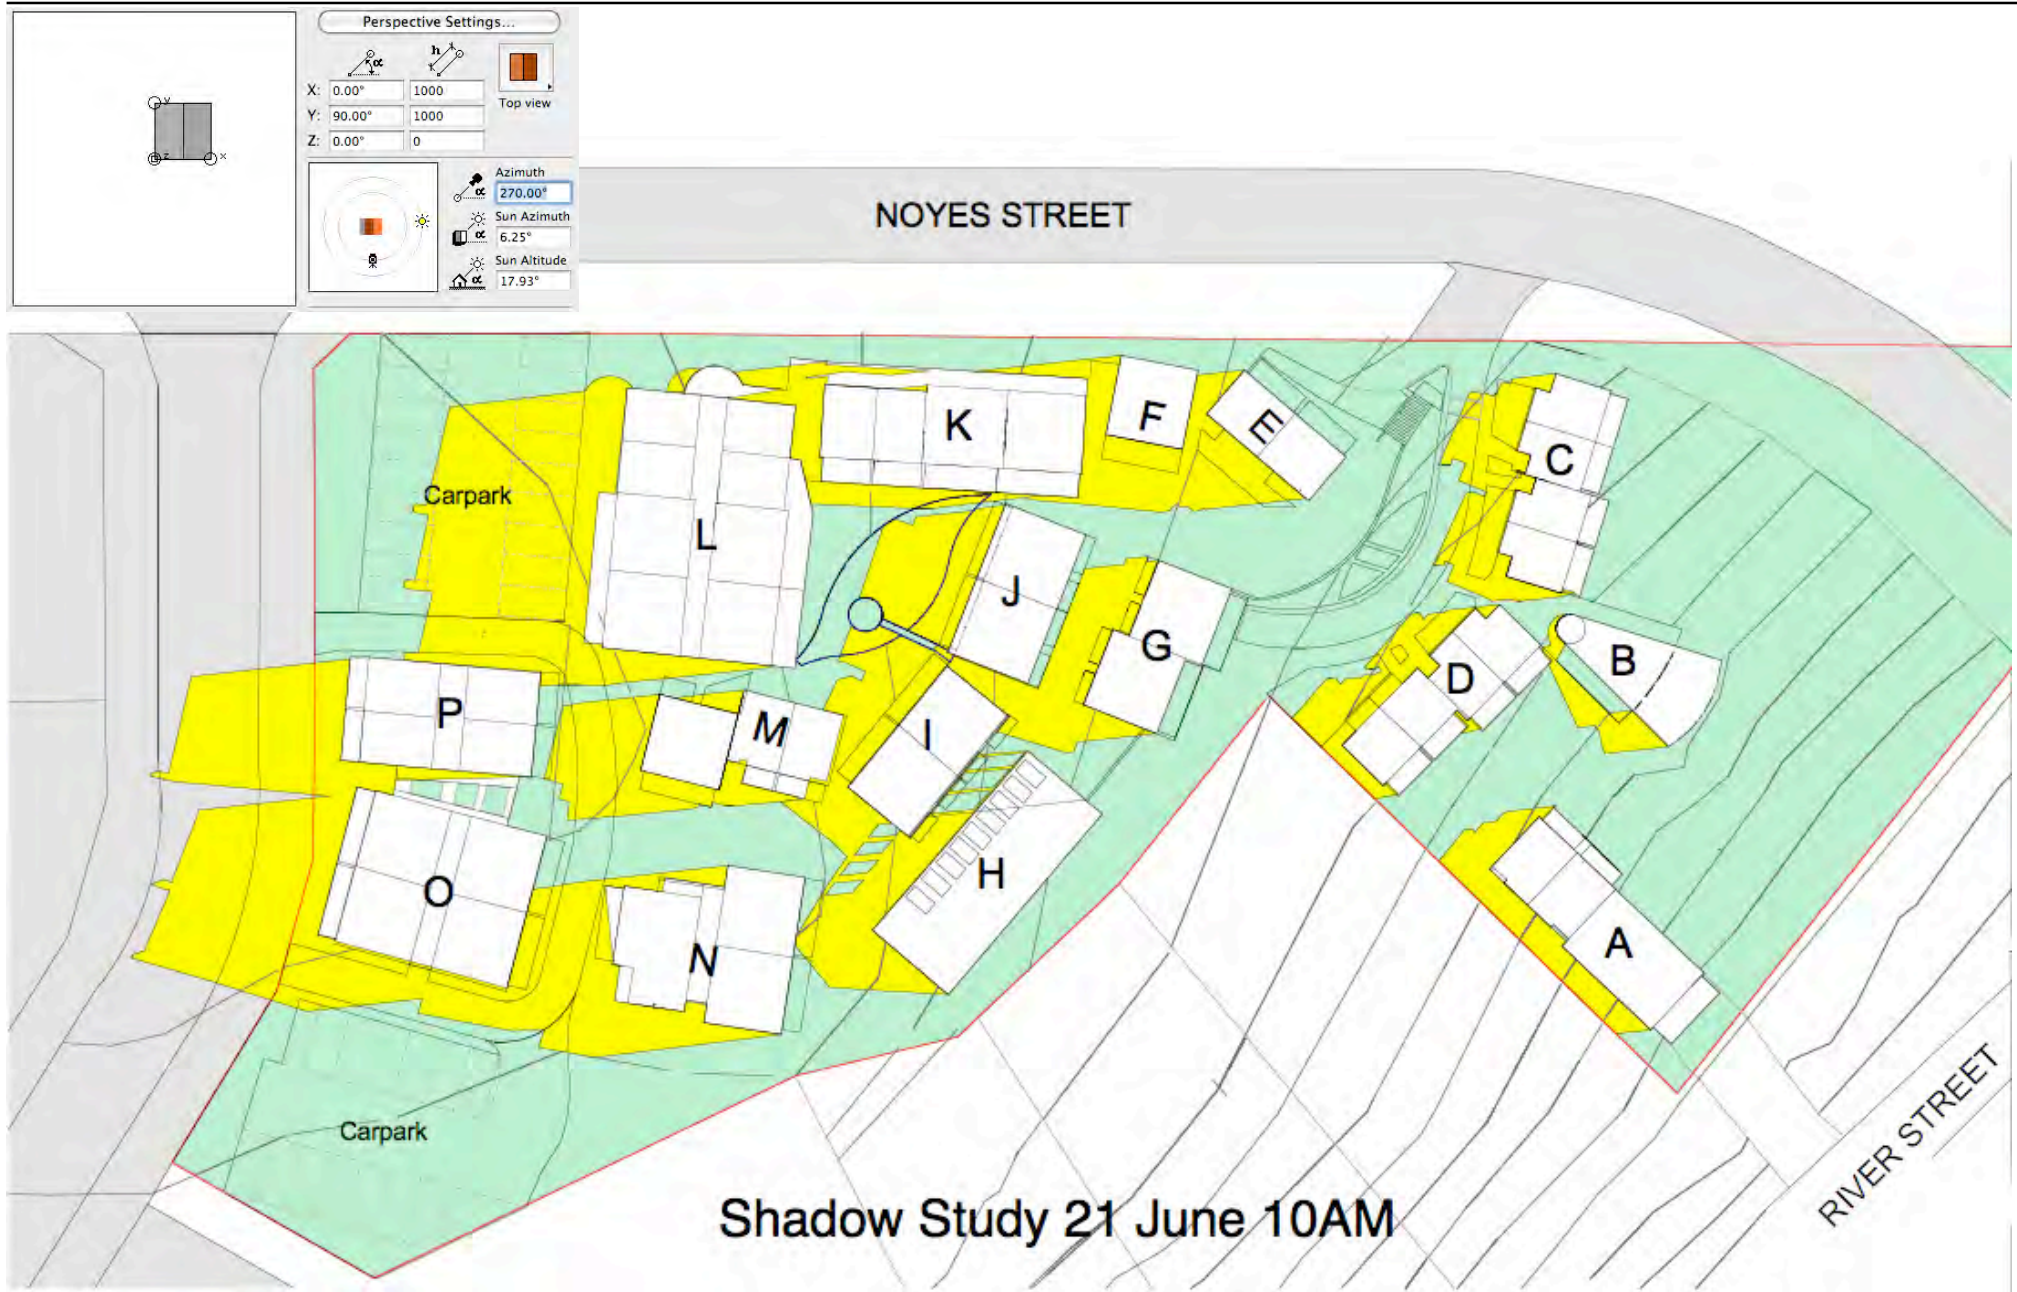 Perspective Settings...
α h
X: 0.00° 1000
Y: 90.00° 1000
Z: 0.00° 0
Top view
y
z x
Azimuth
α 270.00°
Sun Azimuth
α 6.25°
Sun Altitude
α 17.93°
NOYES STREET
K F E C
Carpark
L
J
G
D B
P
M
I
O
H
N
A
Carpark
Shadow Study 21 June 10AM
RIVER STREET